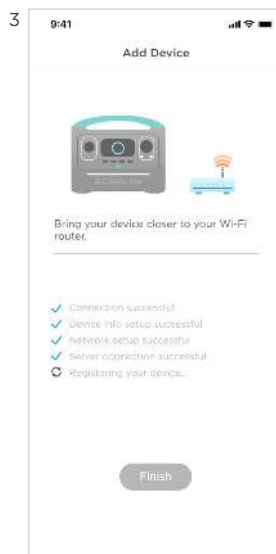 3
9:41
Add Device
Bring your device closer to your Wi-Fi
router.
Connection successful
Device info setup successful
Network setup successful
Server connection successful
Registering your device...
Finish